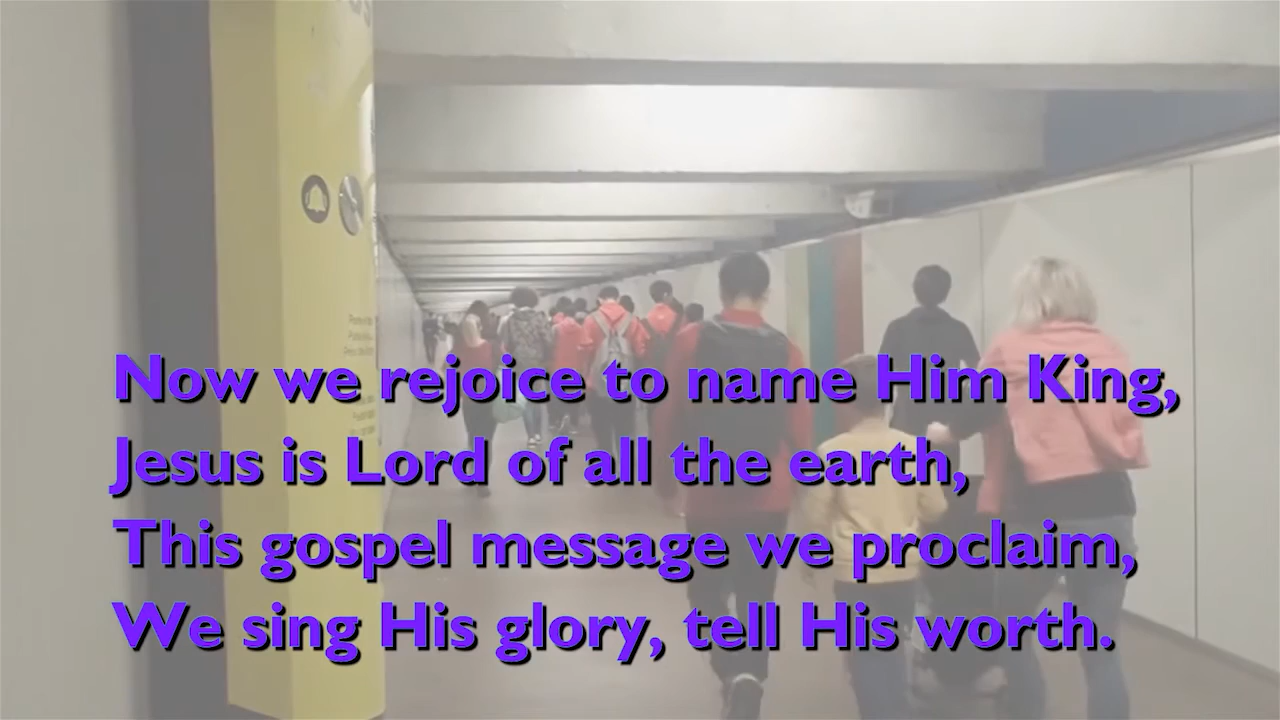 Now we rejoice to name Him King,
Jesus is Lord of all the earth,
This gospel message we proclaim,
We sing His glory, tell His worth.